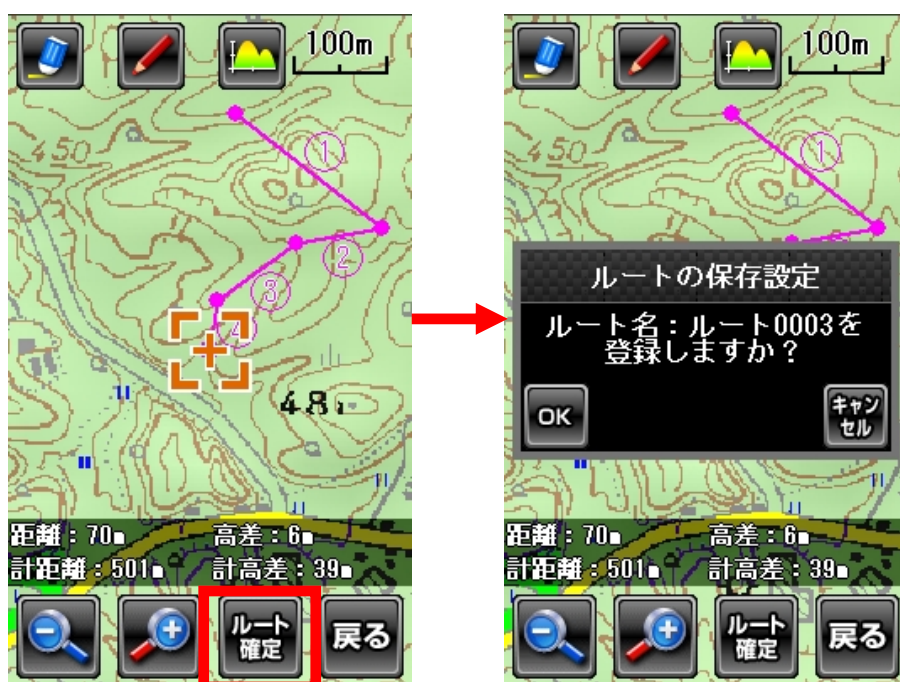 100m
450
①
②
③
④
距離：70m
高差：6m
計距離：501m
計高差：39m
ルート
確定
戻る
100m
450
①
ルートの保存設定
ルート名：ルート0003を
登録しますか？
OK
キャン
セル
距離：70m
高差：6m
計距離：501m
計高差：39m
ルート
確定
戻る